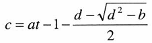 c = at − 1 − (d − √(d² − b))/2